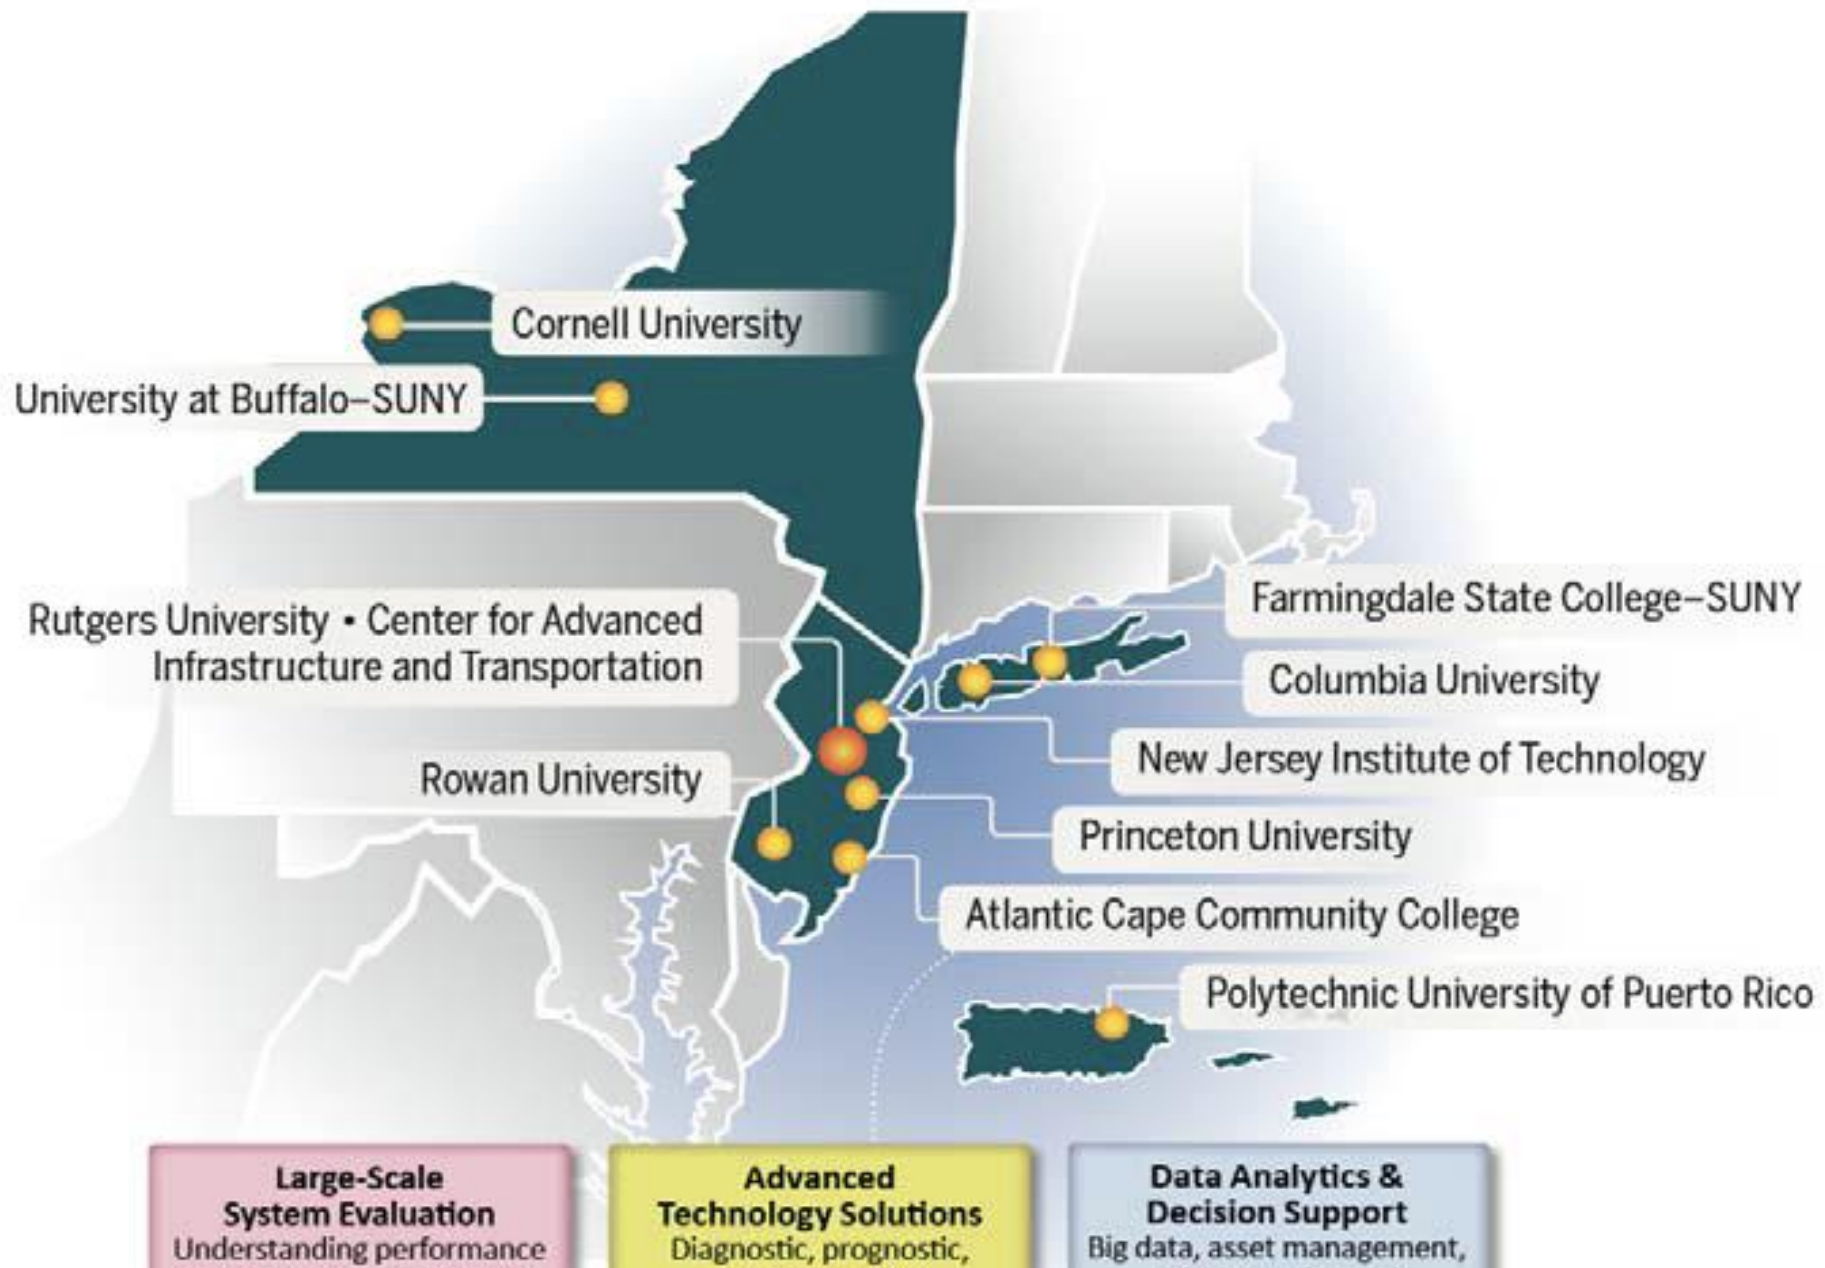 Cornell University
University at Buffalo–SUNY
Rutgers University • Center for Advanced
Infrastructure and Transportation
Farmingdale State College–SUNY
Columbia University
New Jersey Institute of Technology
Rowan University
Princeton University
Atlantic Cape Community College
Polytechnic University of Puerto Rico
Large-Scale
System Evaluation
Understanding performance
Advanced
Technology Solutions
Diagnostic, prognostic,
Data Analytics &
Decision Support
Big data, asset management,